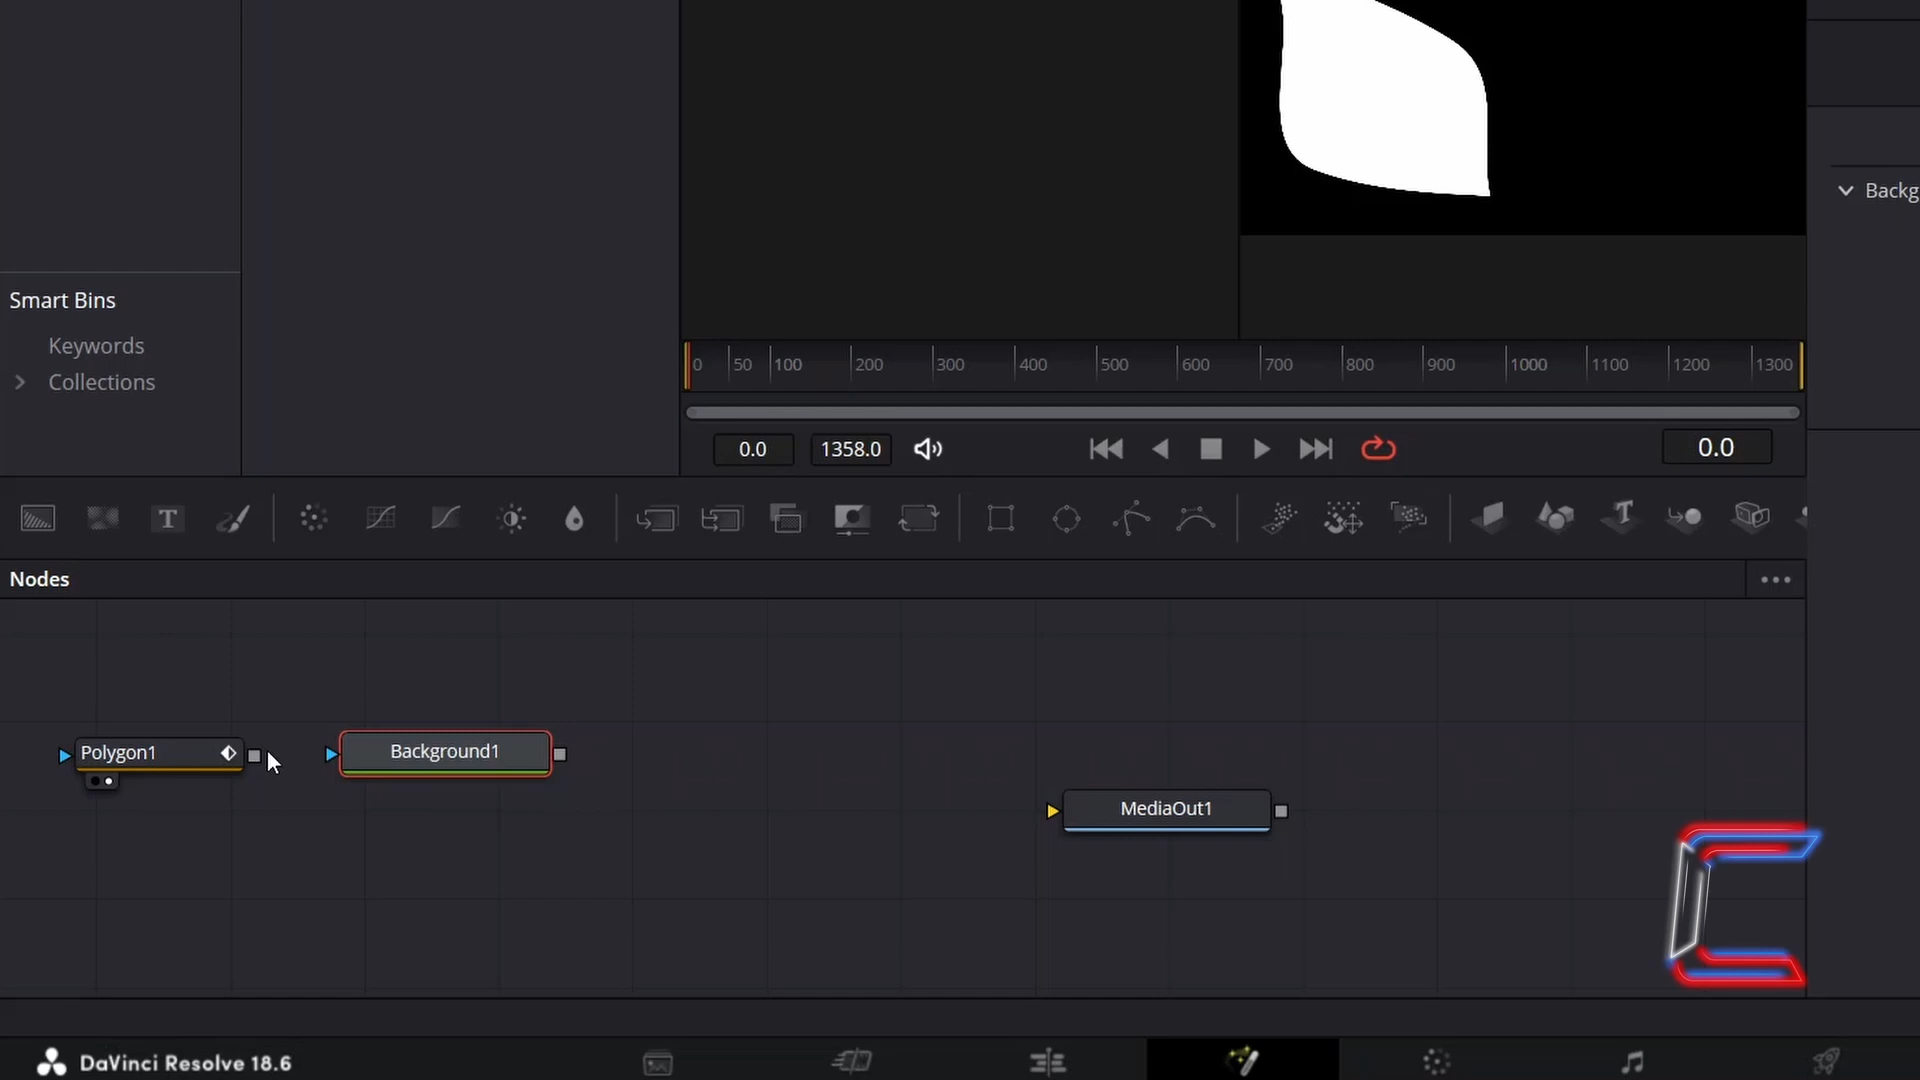 Backg
Smart Bins
Keywords
Collections
0 50 100 200 300 400 500 600 700 800 900 1000 1100 1200 1300
0.0 1358.0 0.0
T
Nodes
Polygon1
Background1
MediaOut1
DaVinci Resolve 18.6